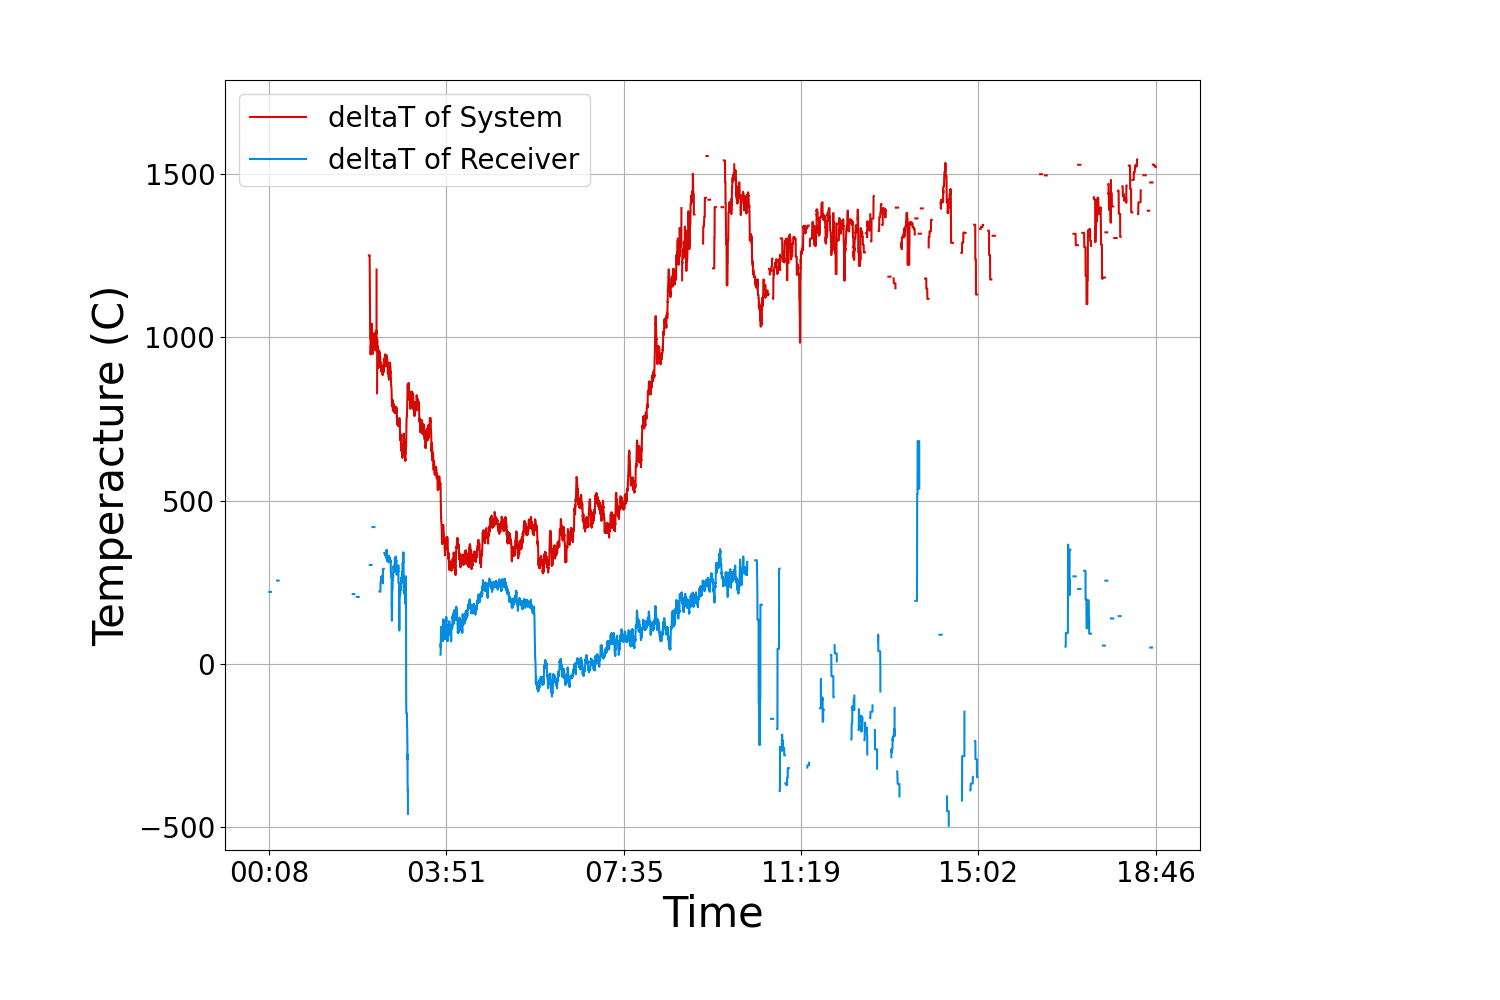 deltaT of System
deltaT of Receiver
Temperacture (C)
1500
1000
500
0
−500
00:08 03:51 07:35 11:19 15:02 18:46
Time